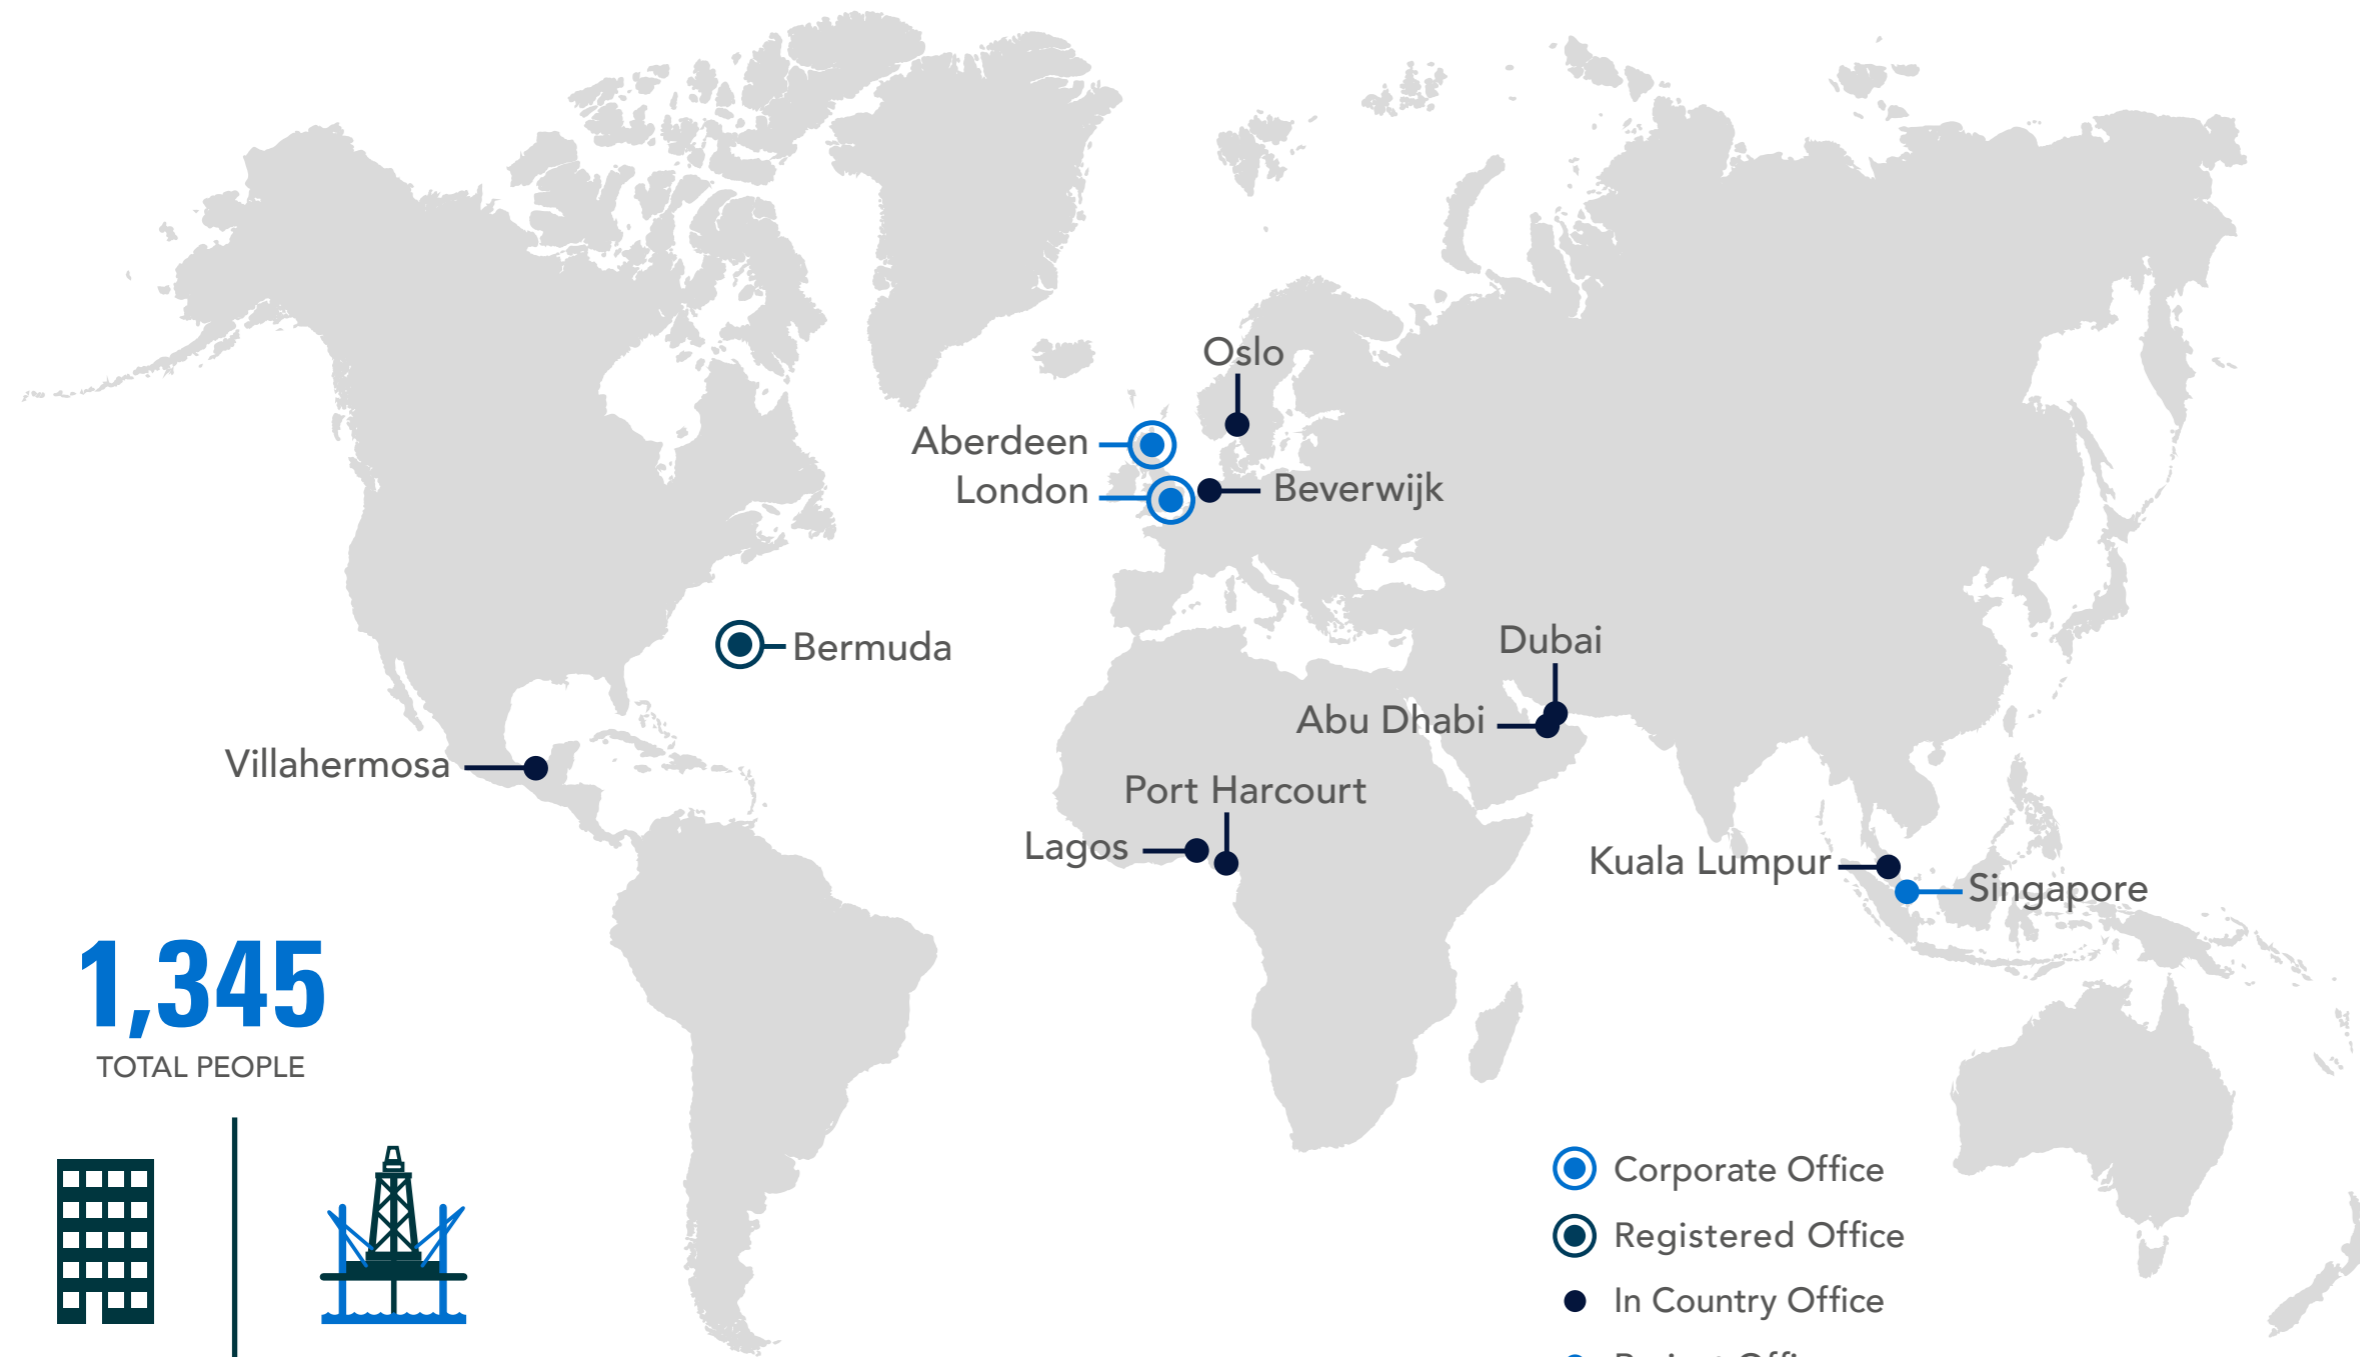 Oslo
Aberdeen
London
Beverwijk
Bermuda
Dubai
Abu Dhabi
Villahermosa
Port Harcourt
Lagos
Kuala Lumpur
Singapore
1,345
TOTAL PEOPLE
Corporate Office
Registered Office
In Country Office